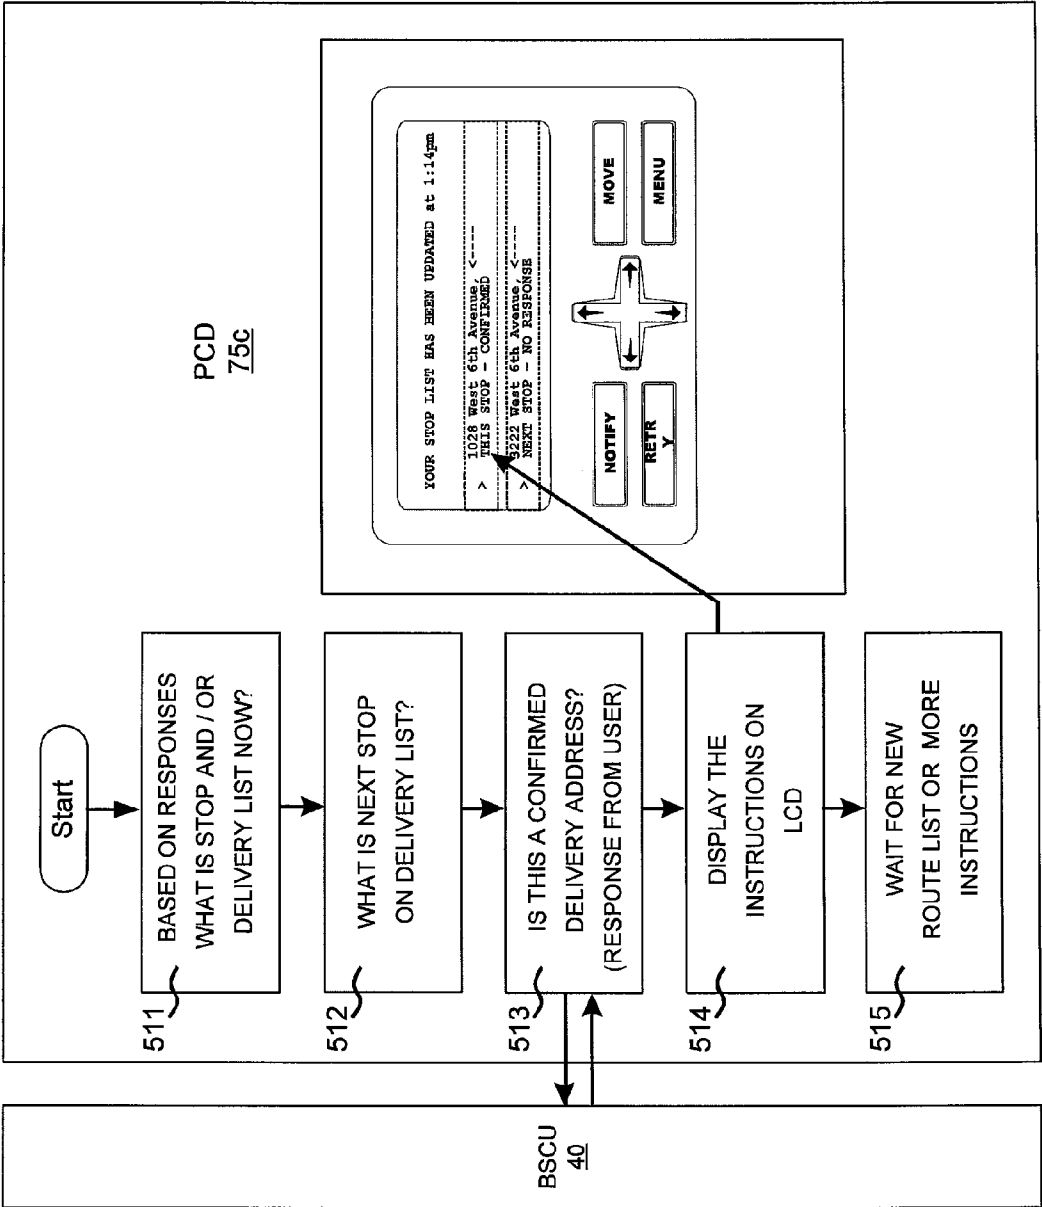 Start
511
BASED ON RESPONSES
WHAT IS STOP AND / OR
DELIVERY LIST NOW?
512
WHAT IS NEXT STOP
ON DELIVERY LIST?
513
IS THIS A CONFIRMED
DELIVERY ADDRESS?
(RESPONSE FROM USER)
514
DISPLAY THE
INSTRUCTIONS ON
LCD
515
WAIT FOR NEW
ROUTE LIST OR MORE
INSTRUCTIONS
BSCU
40
PCD
75c
YOUR STOP LIST HAS BEEN UPDATED at 1:14pm
> 1028 West 6th Avenue, <----
THIS STOP - CONFIRMED
> 3222 West 6th Avenue, <----
NEXT STOP - NO RESPONSE
NOTIFY
MOVE
RETR
Y
MENU